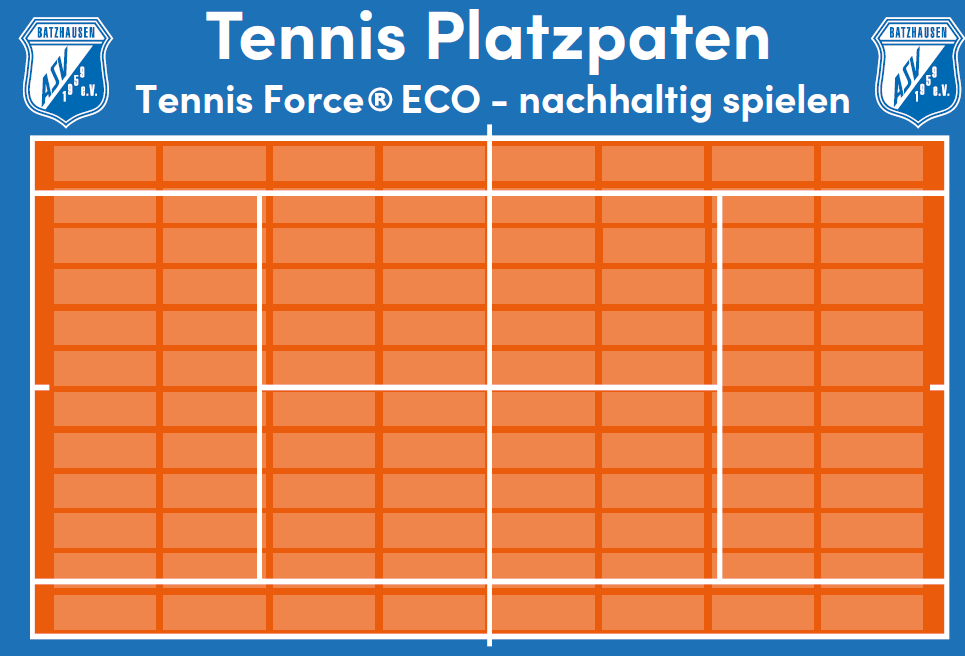 Tennis Platzpaten
Tennis Force® ECO - nachhaltig spielen
BATZHAUSEN
ASV
1959
e.V.
BATZHAUSEN
ASV
1959
e.V.